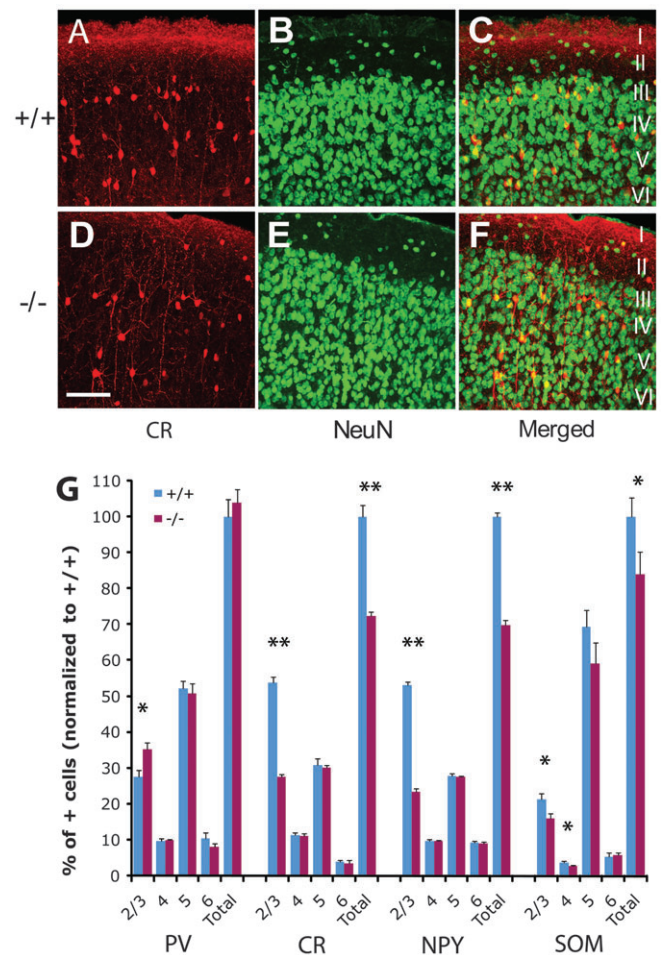 A B C
I
II
III
IV
V
VI
+/+
D E F
I
II
III
IV
V
VI
-/-
CR NeuN Merged
G
+/+
-/-
% of + cells (normalized to +/+)
110
100
90
80
70
60
50
40
30
20
10
0
* ** ** ** ** * * *
2/3 4 5 6 Total 2/3 4 5 6 Total 2/3 4 5 6 Total 2/3 4 5 6 Total
PV CR NPY SOM